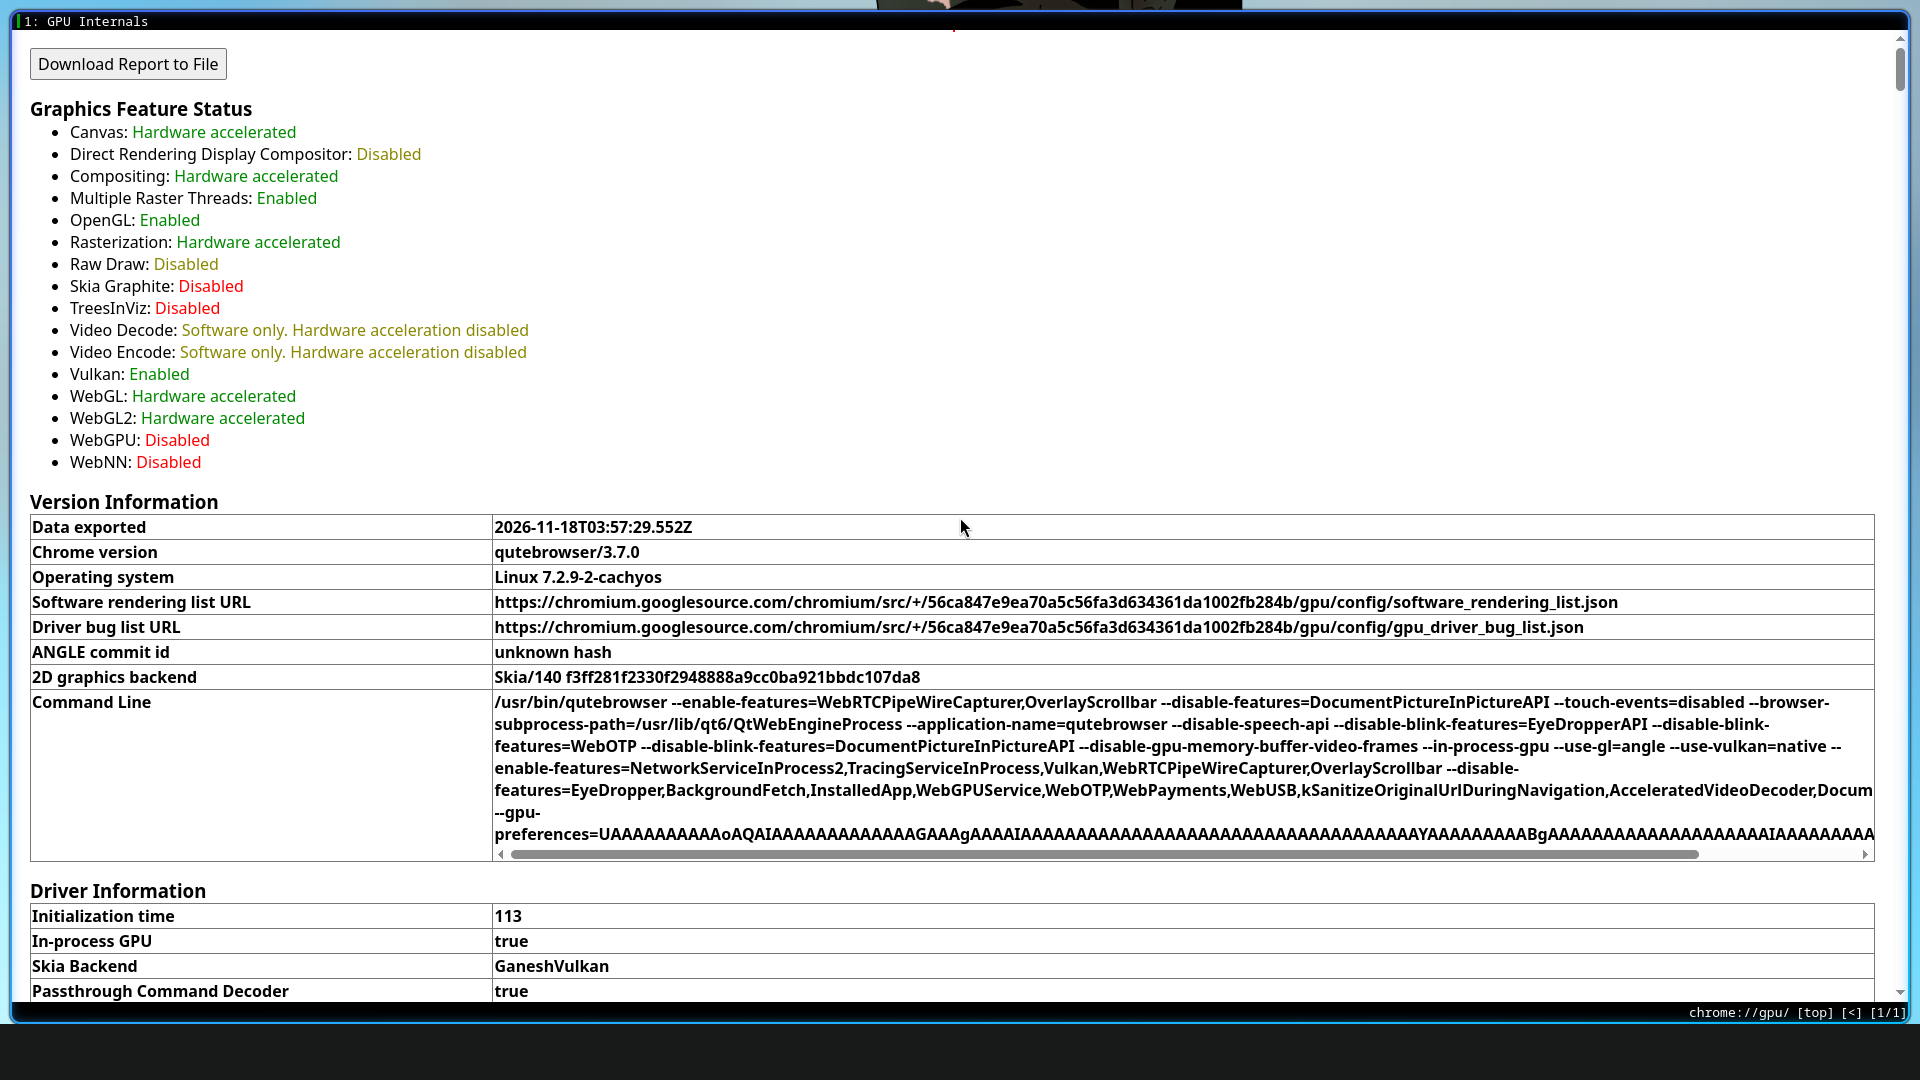 1: GPU Internals
Download Report to File
Graphics Feature Status
Canvas: Hardware accelerated
Direct Rendering Display Compositor: Disabled
Compositing: Hardware accelerated
Multiple Raster Threads: Enabled
OpenGL: Enabled
Rasterization: Hardware accelerated
Raw Draw: Disabled
Skia Graphite: Disabled
TreesInViz: Disabled
Video Decode: Software only. Hardware acceleration disabled
Video Encode: Software only. Hardware acceleration disabled
Vulkan: Enabled
WebGL: Hardware accelerated
WebGL2: Hardware accelerated
WebGPU: Disabled
WebNN: Disabled
Version Information
Data exported 2026-11-18T03:57:29.552Z
Chrome version qutebrowser/3.7.0
Operating system Linux 7.2.9-2-cachyos
Software rendering list URL https://chromium.googlesource.com/chromium/src/+/56ca847e9ea70a5c56fa3d634361da1002fb284b/gpu/config/software_rendering_list.json
Driver bug list URL https://chromium.googlesource.com/chromium/src/+/56ca847e9ea70a5c56fa3d634361da1002fb284b/gpu/config/gpu_driver_bug_list.json
ANGLE commit id unknown hash
2D graphics backend Skia/140 f3ff281f2330f2948888a9cc0ba921bbdc107da8
Command Line /usr/bin/qutebrowser --enable-features=WebRTCPipeWireCapturer,OverlayScrollbar --disable-features=DocumentPictureInPictureAPI --touch-events=disabled --browser-
subprocess-path=/usr/lib/qt6/QtWebEngineProcess --application-name=qutebrowser --disable-speech-api --disable-blink-features=EyeDropperAPI --disable-blink-
features=WebOTP --disable-blink-features=DocumentPictureInPictureAPI --disable-gpu-memory-buffer-video-frames --in-process-gpu --use-gl=angle --use-vulkan=native --
enable-features=NetworkServiceInProcess2,TracingServiceInProcess,Vulkan,WebRTCPipeWireCapturer,OverlayScrollbar --disable-
features=EyeDropper,BackgroundFetch,InstalledApp,WebGPUService,WebOTP,WebPayments,WebUSB,kSanitizeOriginalUrlDuringNavigation,AcceleratedVideoDecoder,Docum
--gpu-
Driver Information
Initialization time 113
In-process GPU true
Skia Backend GaneshVulkan
Passthrough Command Decoder true
chrome://gpu/ [top] [<] [1/1]